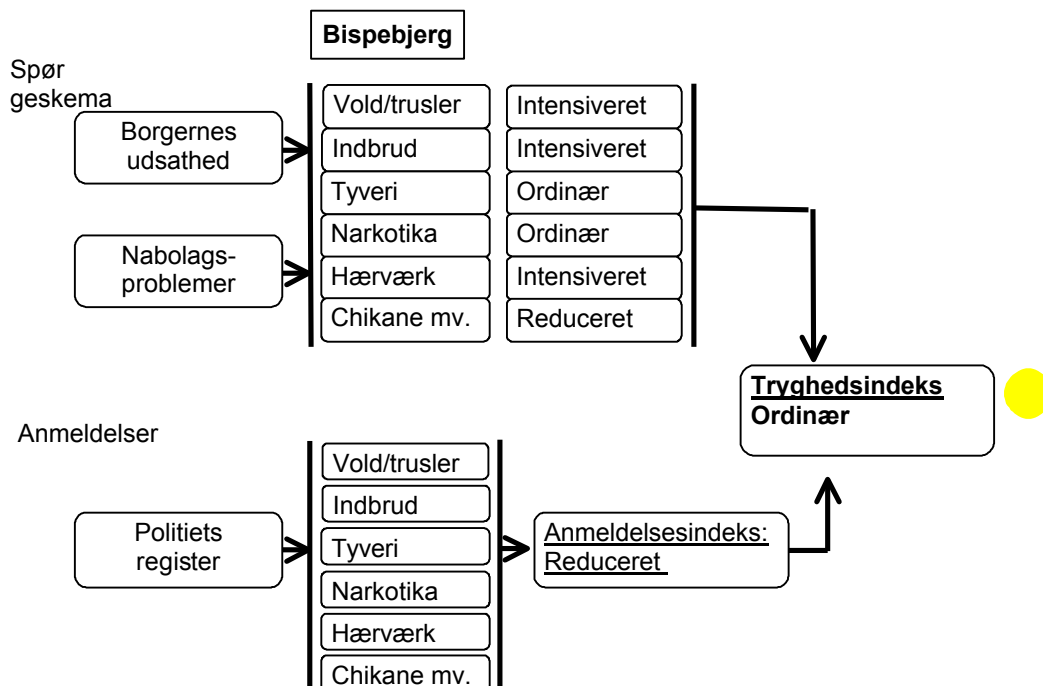 Bispebjerg
Spør
geskema
Borgernes
udsathed
Nabolags-
problemer
Vold/trusler
Intensiveret
Indbrud
Intensiveret
Tyveri
Ordinær
Narkotika
Ordinær
Hærværk
Intensiveret
Chikane mv.
Reduceret
Tryghedsindeks
Ordinær
Anmeldelser
Politiets
register
Vold/trusler
Indbrud
Tyveri
Narkotika
Hærværk
Chikane mv.
Anmeldelsesindeks:
Reduceret